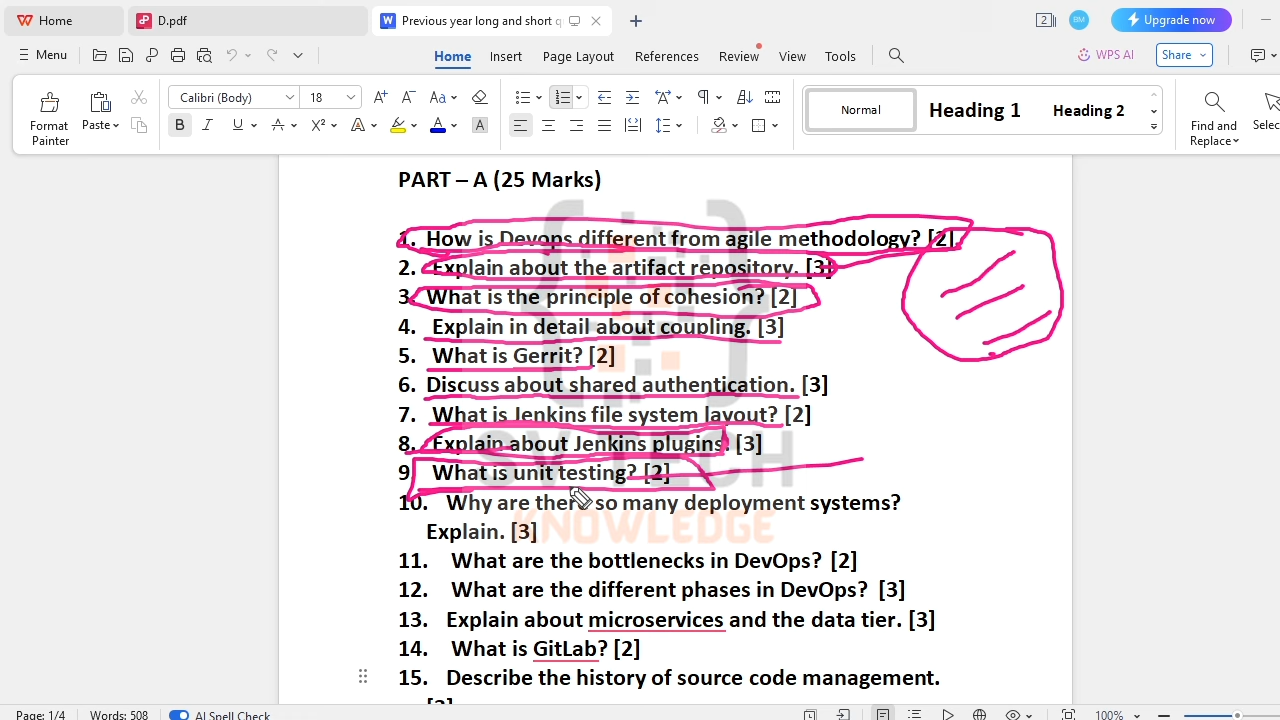 Home
D.pdf
Previous year long and short q
2
BM
Upgrade now
Menu
Home
Insert
Page Layout
References
Review
View
Tools
WPS AI
Share
Format Painter
Paste
Calibri (Body)
18
Normal
Heading 1
Heading 2
Find and Replace
Selec
PART – A (25 Marks)
1. How is Devops different from agile methodology? [2]
2. Explain about the artifact repository. [3]
3. What is the principle of cohesion? [2]
4. Explain in detail about coupling. [3]
5. What is Gerrit? [2]
6. Discuss about shared authentication. [3]
7. What is Jenkins file system layout? [2]
8. Explain about Jenkins plugins. [3]
9 What is unit testing? [2]
10. Why are there so many deployment systems?
Explain. [3]
11. What are the bottlenecks in DevOps? [2]
12. What are the different phases in DevOps? [3]
13. Explain about microservices and the data tier. [3]
14. What is GitLab? [2]
15. Describe the history of source code management.
SV TECH
KNOWLEDGE
Page: 1/4
Words: 508
AI Spell Check
100%